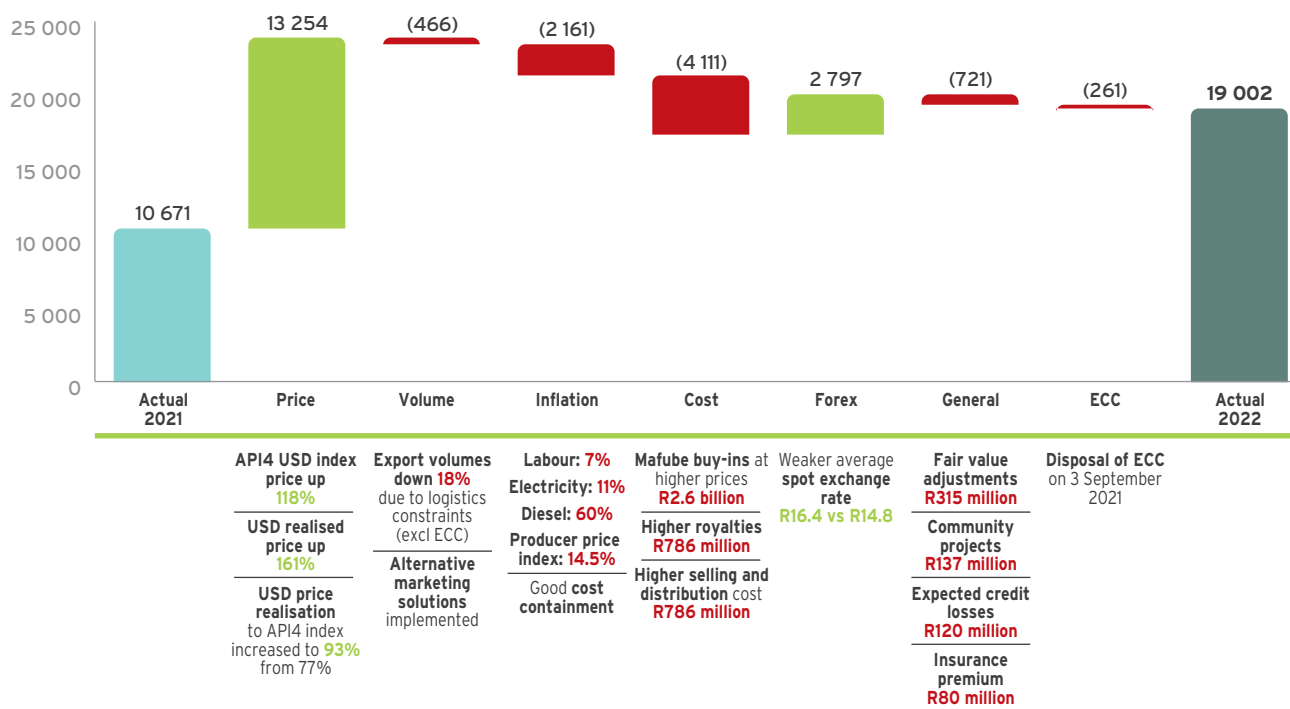 25 000
20 000
15 000
10 000
5 000
0
10 671
13 254
(466)
(2 161)
(4 111)
2 797
(721)
(261)
19 002
Actual
2021
Price
Volume
Inflation
Cost
Forex
General
ECC
Actual
2022
API4 USD index
price up
118%
USD realised
price up
161%
USD price
realisation
to API4 index
increased to 93%
from 77%
Export volumes
down 18%
due to logistics
constraints
(excl ECC)
Alternative
marketing
solutions
implemented
Labour: 7%
Electricity: 11%
Diesel: 60%
Producer price
index: 14.5%
Good cost
containment
Mafube buy-ins at
higher prices
R2.6 billion
Higher royalties
R786 million
Higher selling and
distribution cost
R786 million
Weaker average
spot exchange
rate
R16.4 vs R14.8
Fair value
adjustments
R315 million
Community
projects
R137 million
Expected credit
losses
R120 million
Insurance
premium
R80 million
Disposal of ECC
on 3 September
2021